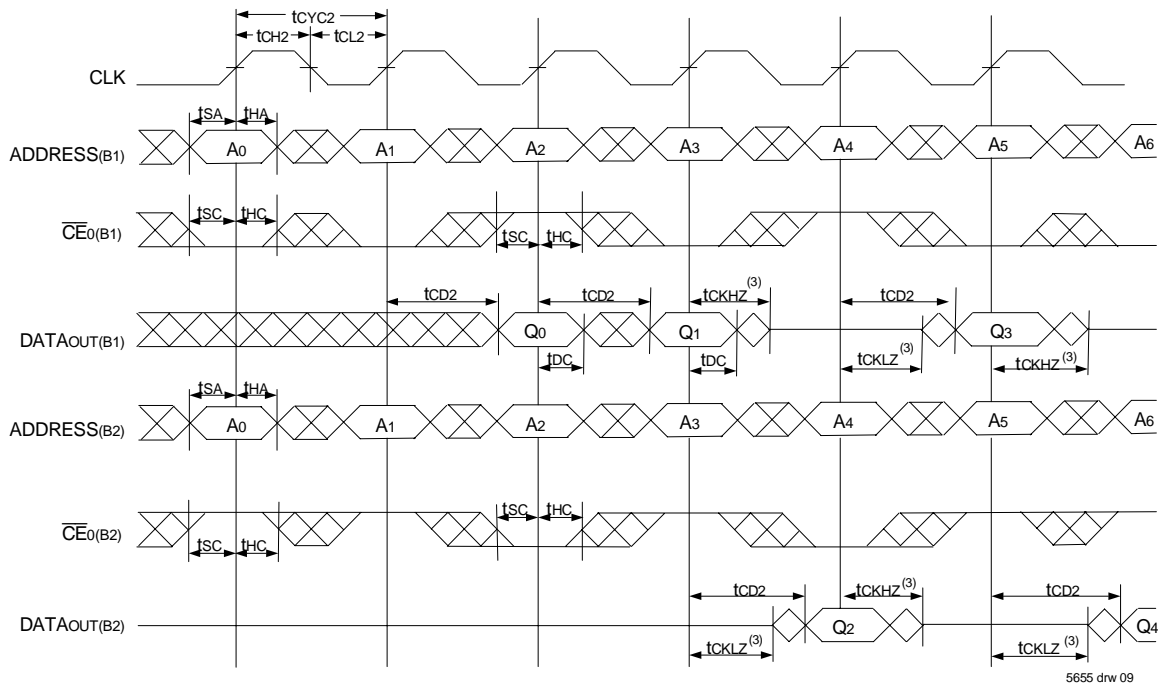 tCYC2
tCH2 tCL2
CLK
tSA tHA
ADDRESS(B1) A0 A1 A2 A3 A4 A5 A6
tSC tHC
CE0(B1)
tSC tHC
tCD2 tCD2 tCKHZ(3) tCD2
DATAOUT(B1) Q0 Q1 Q3
tDC tDC tCKLZ(3) tCKHZ(3)
tSA tHA
ADDRESS(B2) A0 A1 A2 A3 A4 A5 A6
tSC tHC
CE0(B2)
tSC tHC
tCD2 tCKHZ(3) tCD2
DATAOUT(B2) Q2 Q4
tCKLZ(3) tCKLZ(3)
5655 drw 09